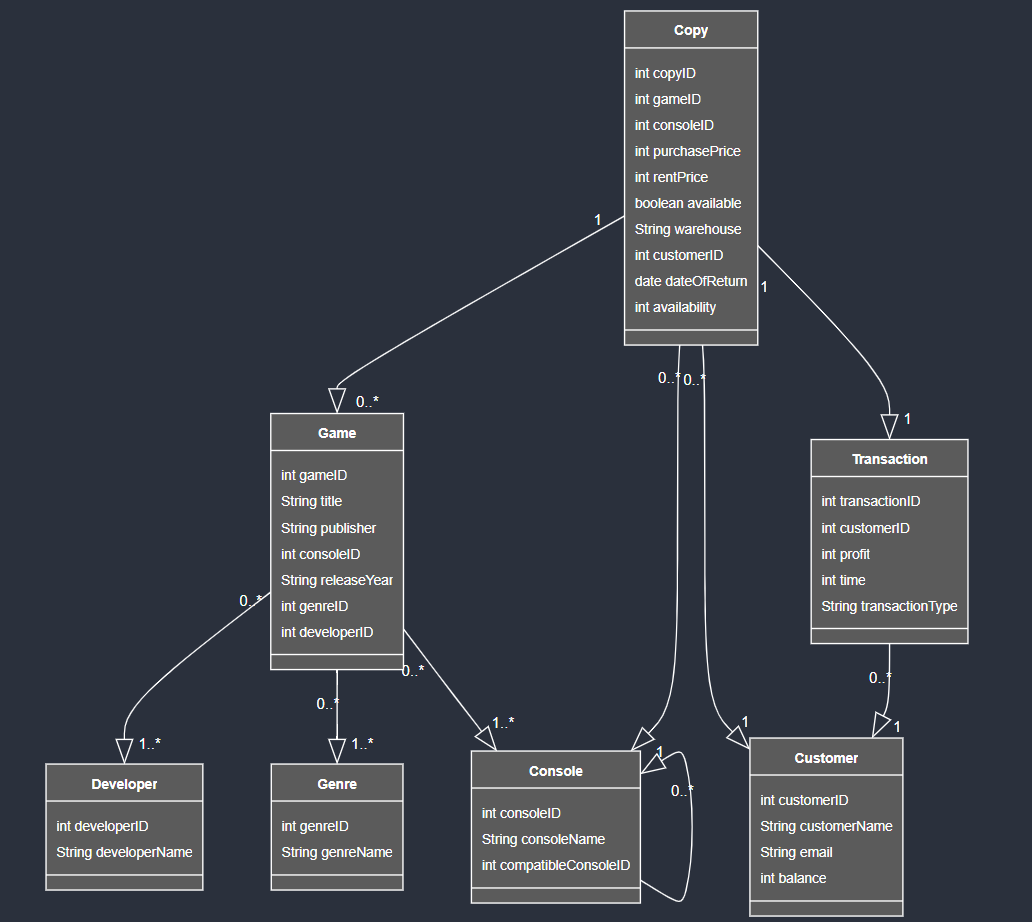 Copy
int copyID
int gameID
int consoleID
int purchasePrice
int rentPrice
boolean available
String warehouse
int customerID
date dateOfReturn
int availability
1
1
0..*
0..*
0..*
1
Game
int gameID
String title
String publisher
int consoleID
String releaseYear
int genreID
int developerID
Transaction
int transactionID
int customerID
int profit
int time
String transactionType
0..*
0..*
0..*
0..*
1..*
1..*
1..*
1
1
1
0..*
Developer
int developerID
String developerName
Genre
int genreID
String genreName
Console
int consoleID
String consoleName
int compatibleConsoleID
Customer
int customerID
String customerName
String email
int balance